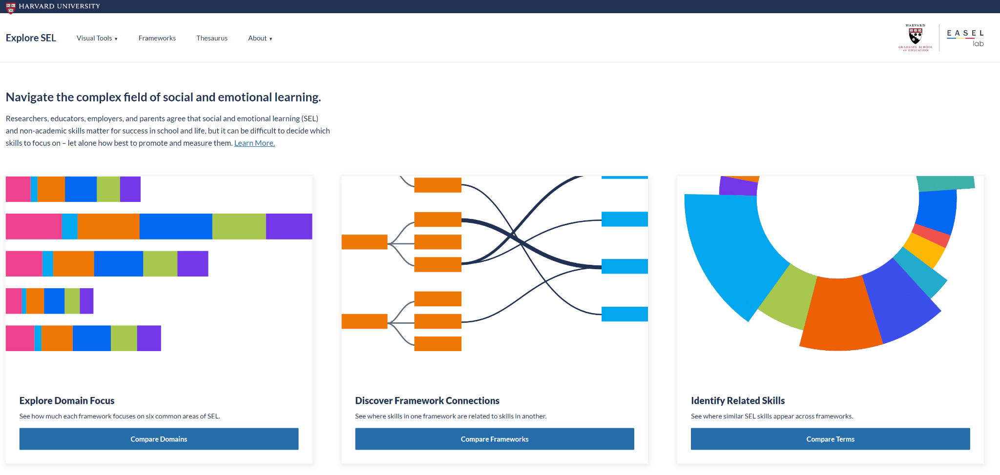 HARVARD UNIVERSITY
Explore SEL
Visual Tools ▼
Frameworks
Thesaurus
About ▼
HARVARD
GRADUATE SCHOOL
OF EDUCATION
EASEL
lab
Navigate the complex field of social and emotional learning.
Researchers, educators, employers, and parents agree that social and emotional learning (SEL)
and non-academic skills matter for success in school and life, but it can be difficult to decide which
skills to focus on – let alone how best to promote and measure them. Learn More.
Explore Domain Focus
See how much each framework focuses on six common areas of SEL.
Compare Domains
Discover Framework Connections
See where skills in one framework are related to skills in another.
Compare Frameworks
Identify Related Skills
See where similar SEL skills appear across frameworks.
Compare Terms